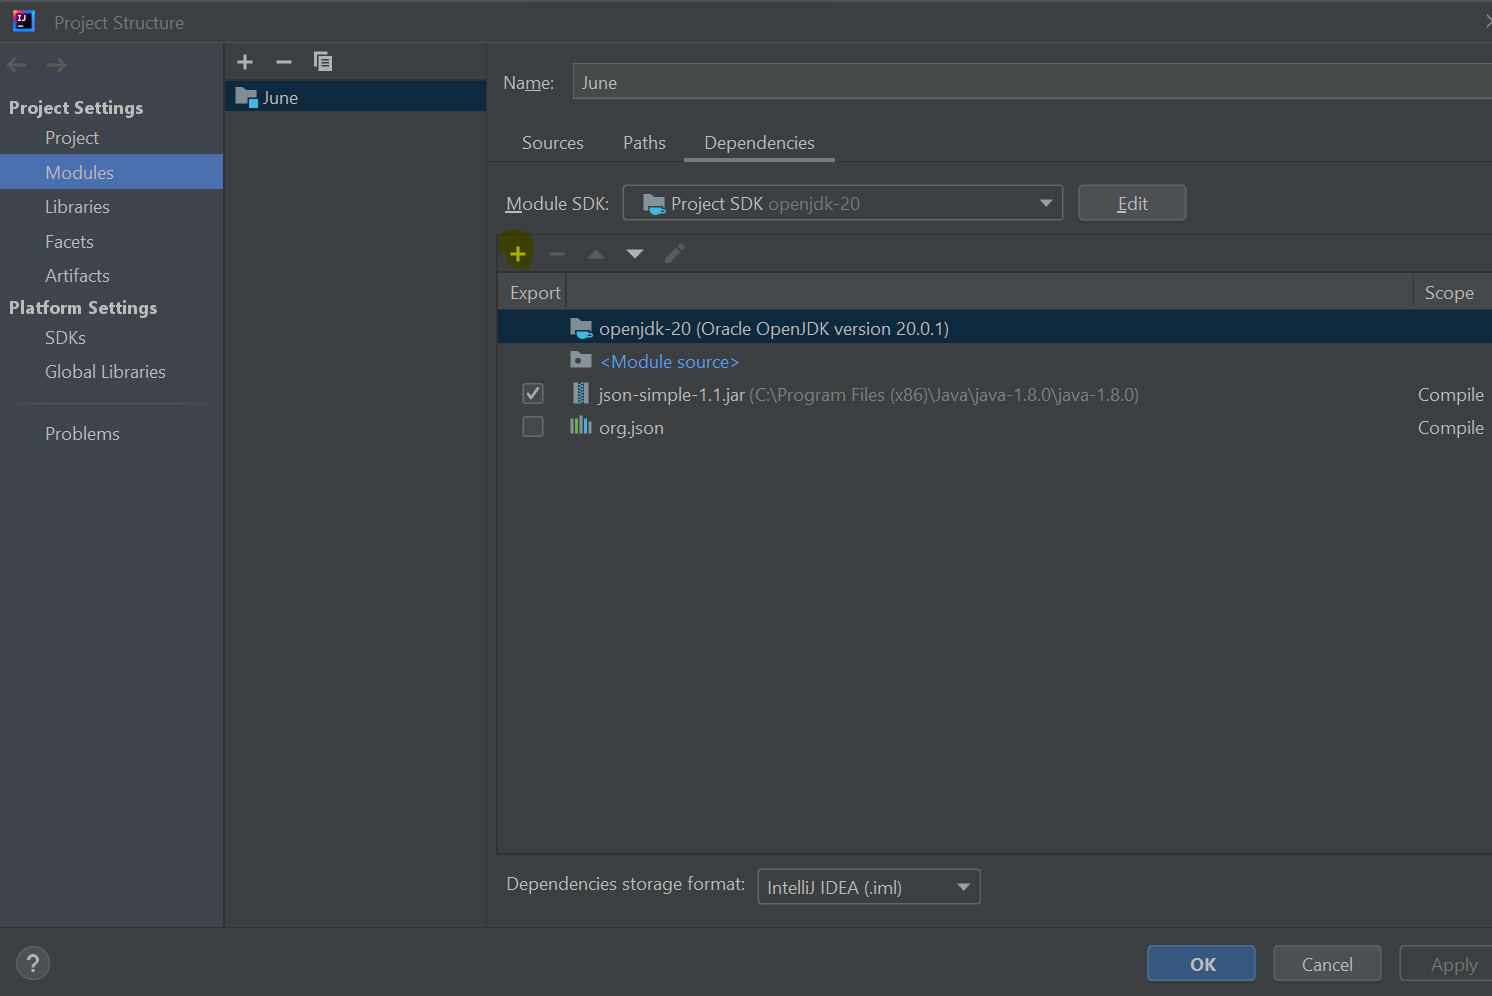 IJ
Project Structure
Project Settings
Project
Modules
Libraries
Facets
Artifacts
Platform Settings
SDKs
Global Libraries
Problems
June
Name: June
Sources Paths Dependencies
Module SDK: Project SDK openjdk-20 Edit
Export Scope
openjdk-20 (Oracle OpenJDK version 20.0.1)
<Module source>
json-simple-1.1.jar (C:\Program Files (x86)\Java\java-1.8.0\java-1.8.0) Compile
org.json Compile
Dependencies storage format: IntelliJ IDEA (.iml)
? OK Cancel Apply